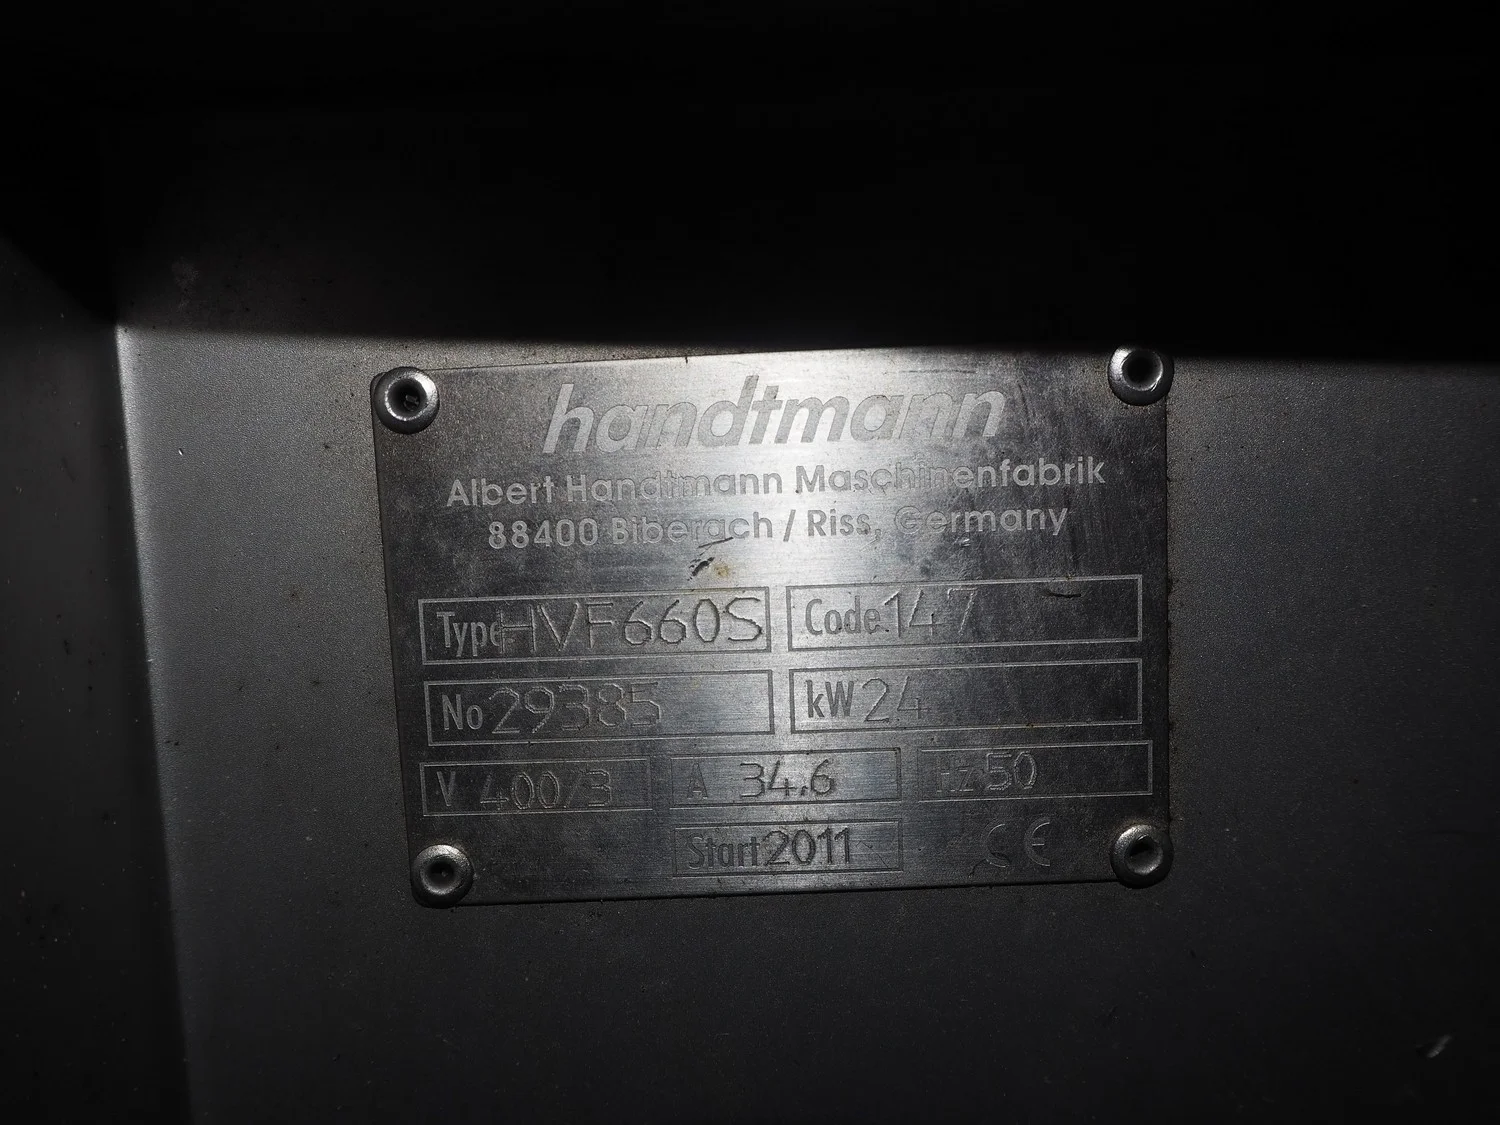 handtmann
Albert Handtmann Maschinenfabrik
88400 Biberach / Riss, Germany
Type HVF660S Code 147
No 29385 kW 24
V 400/3 A 34.6 Hz 50
Start 2011 CE